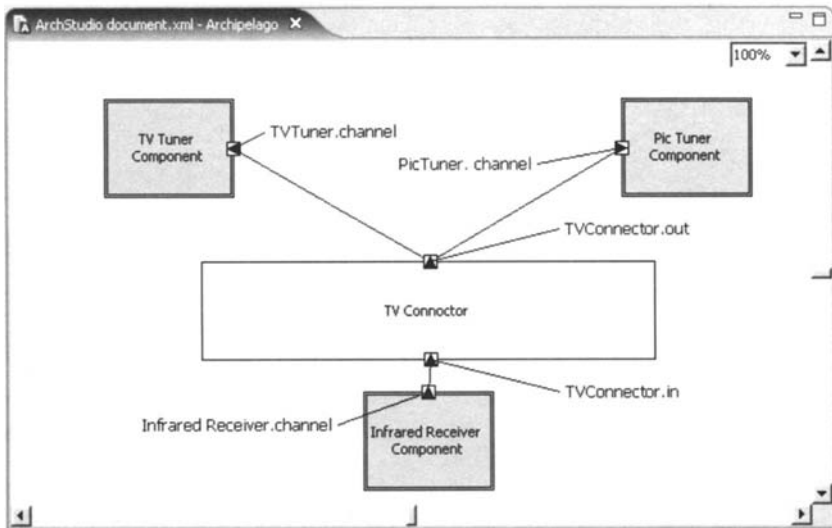 ArchStudio document.xml - Archipelago
100%
TV Tuner
Component
TVTuner.channel
PicTuner. channel
Pic Tuner
Component
TVConnector.out
TV Connoctor
TVConnector.in
Infrared Receiver.channel
Infrared Receiver
Component